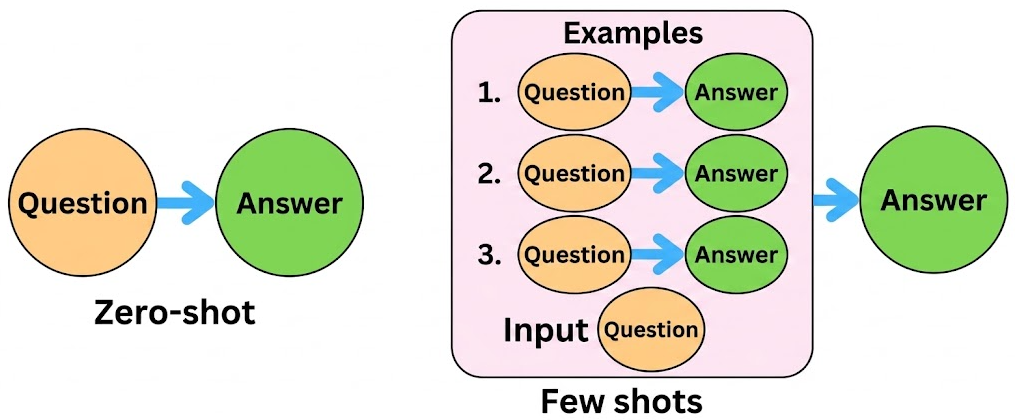 Question Answer
Zero-shot
Examples
1. Question Answer
2. Question Answer
3. Question Answer
Input Question
Few shots
Answer